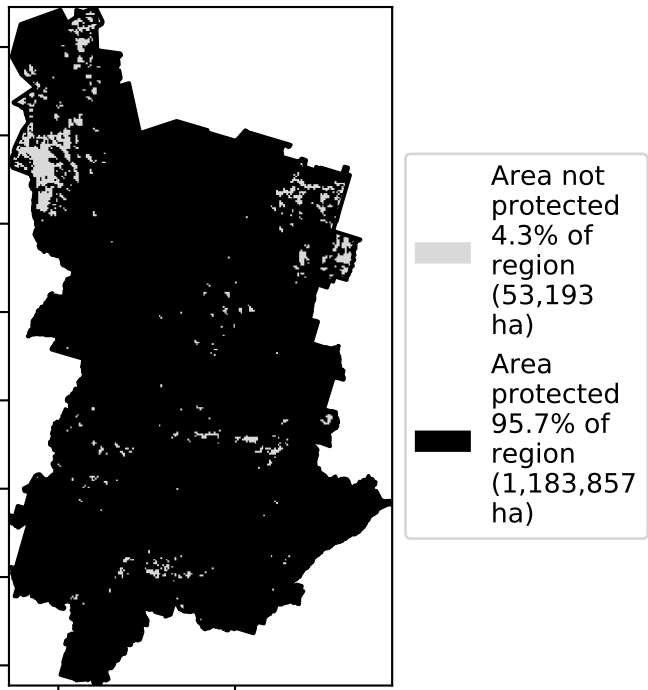 Area not
protected
4.3% of
region
(53,193
ha)
Area
protected
95.7% of
region
(1,183,857
ha)